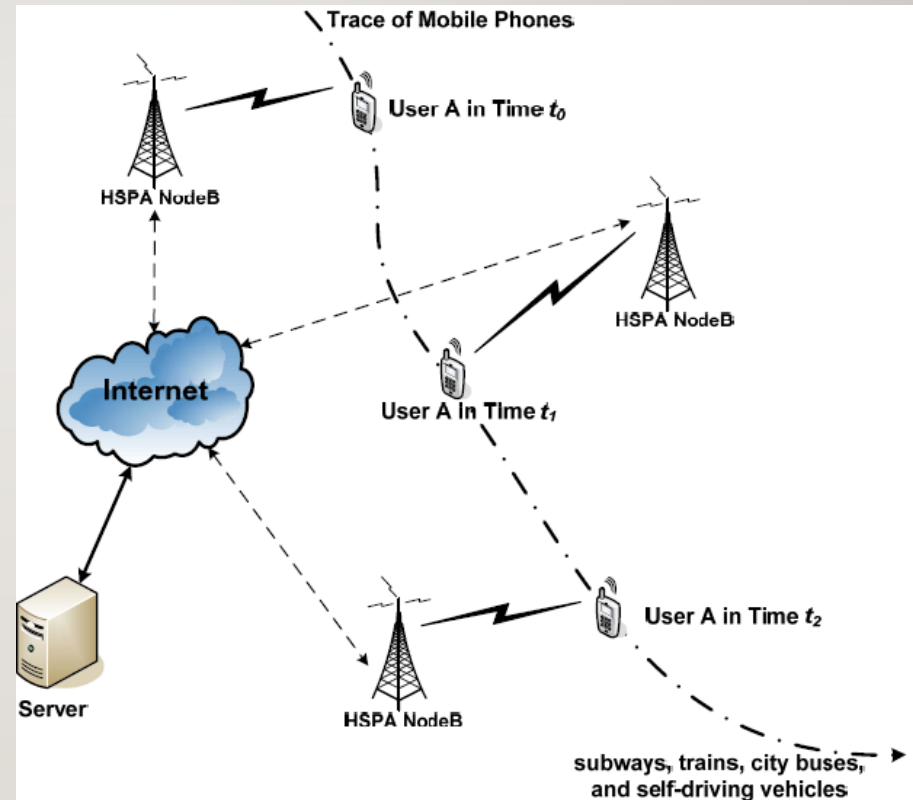 Trace of Mobile Phones
User A in Time t₀
HSPA NodeB
HSPA NodeB
Internet
User A in Time t₁
User A in Time t₂
Server
HSPA NodeB
subways, trains, city buses,
and self-driving vehicles